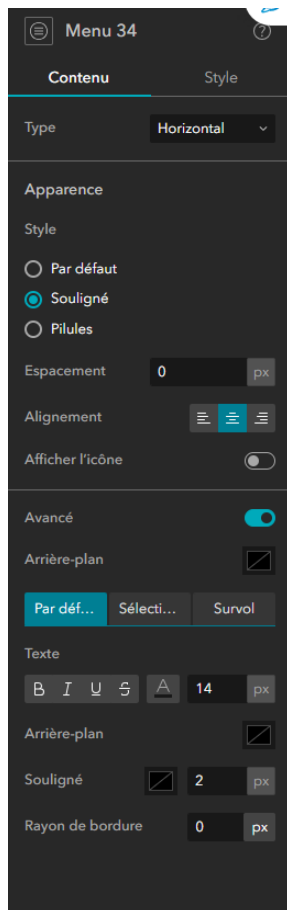 Menu 34
?
Contenu Style
Type Horizontal
Apparence
Style
Par défaut
Souligné
Pilules
Espacement 0 px
Alignement
Afficher l'icône
Avancé
Arrière-plan
Par déf... Sélecti... Survol
Texte
B I U S A 14 px
Arrière-plan
Souligné 2 px
Rayon de bordure 0 px